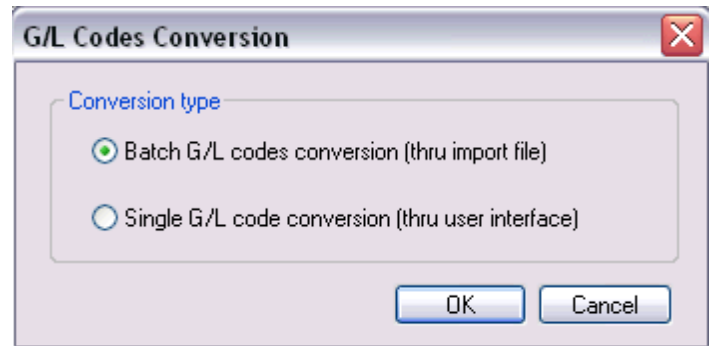 G/L Codes Conversion
Conversion type
Batch G/L codes conversion (thru import file)
Single G/L code conversion (thru user interface)
OK Cancel